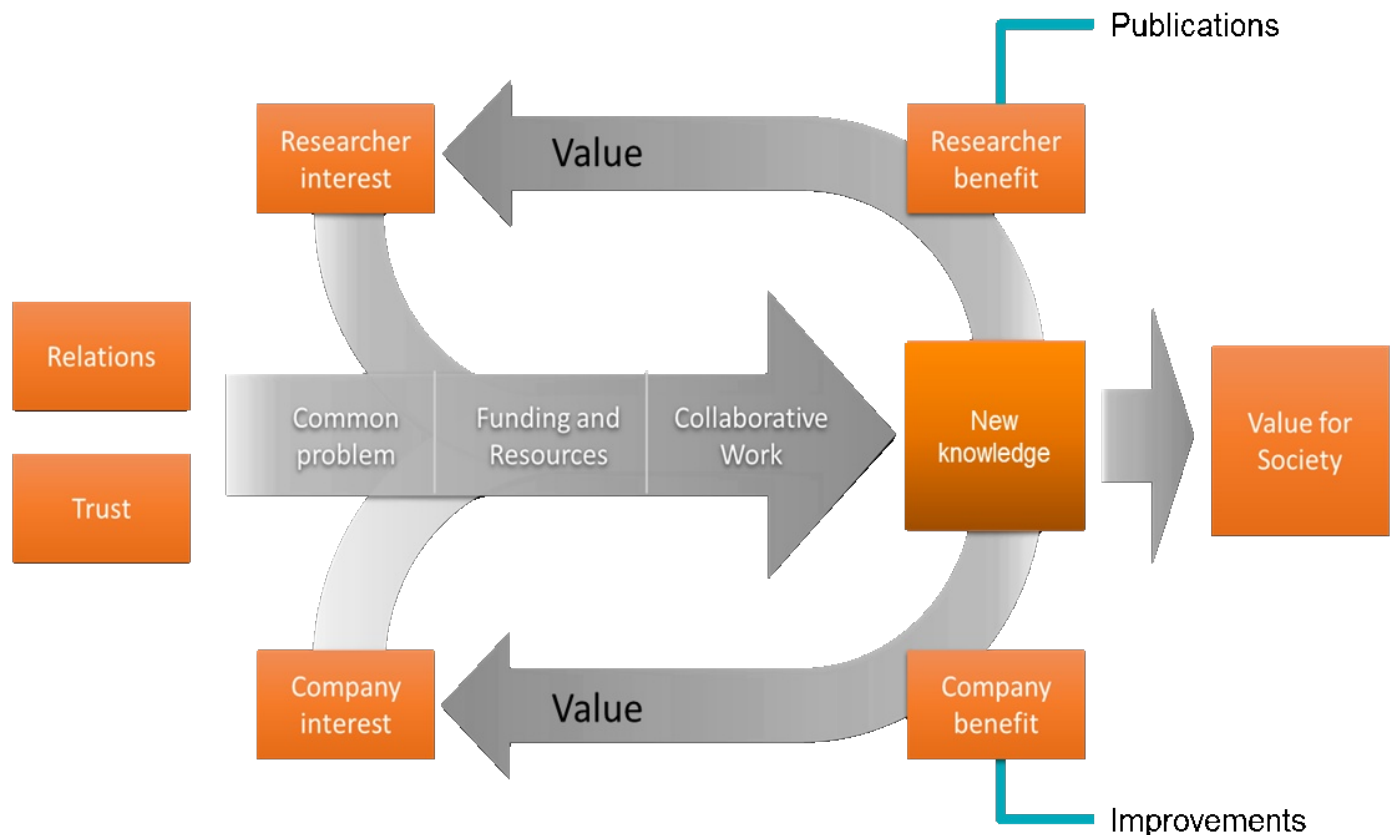 Publications
Researcher
interest
Value
Researcher
benefit
Relations
Trust
Common
problem
Funding and
Resources
Collaborative
Work
New
knowledge
Value for
Society
Company
interest
Value
Company
benefit
Improvements